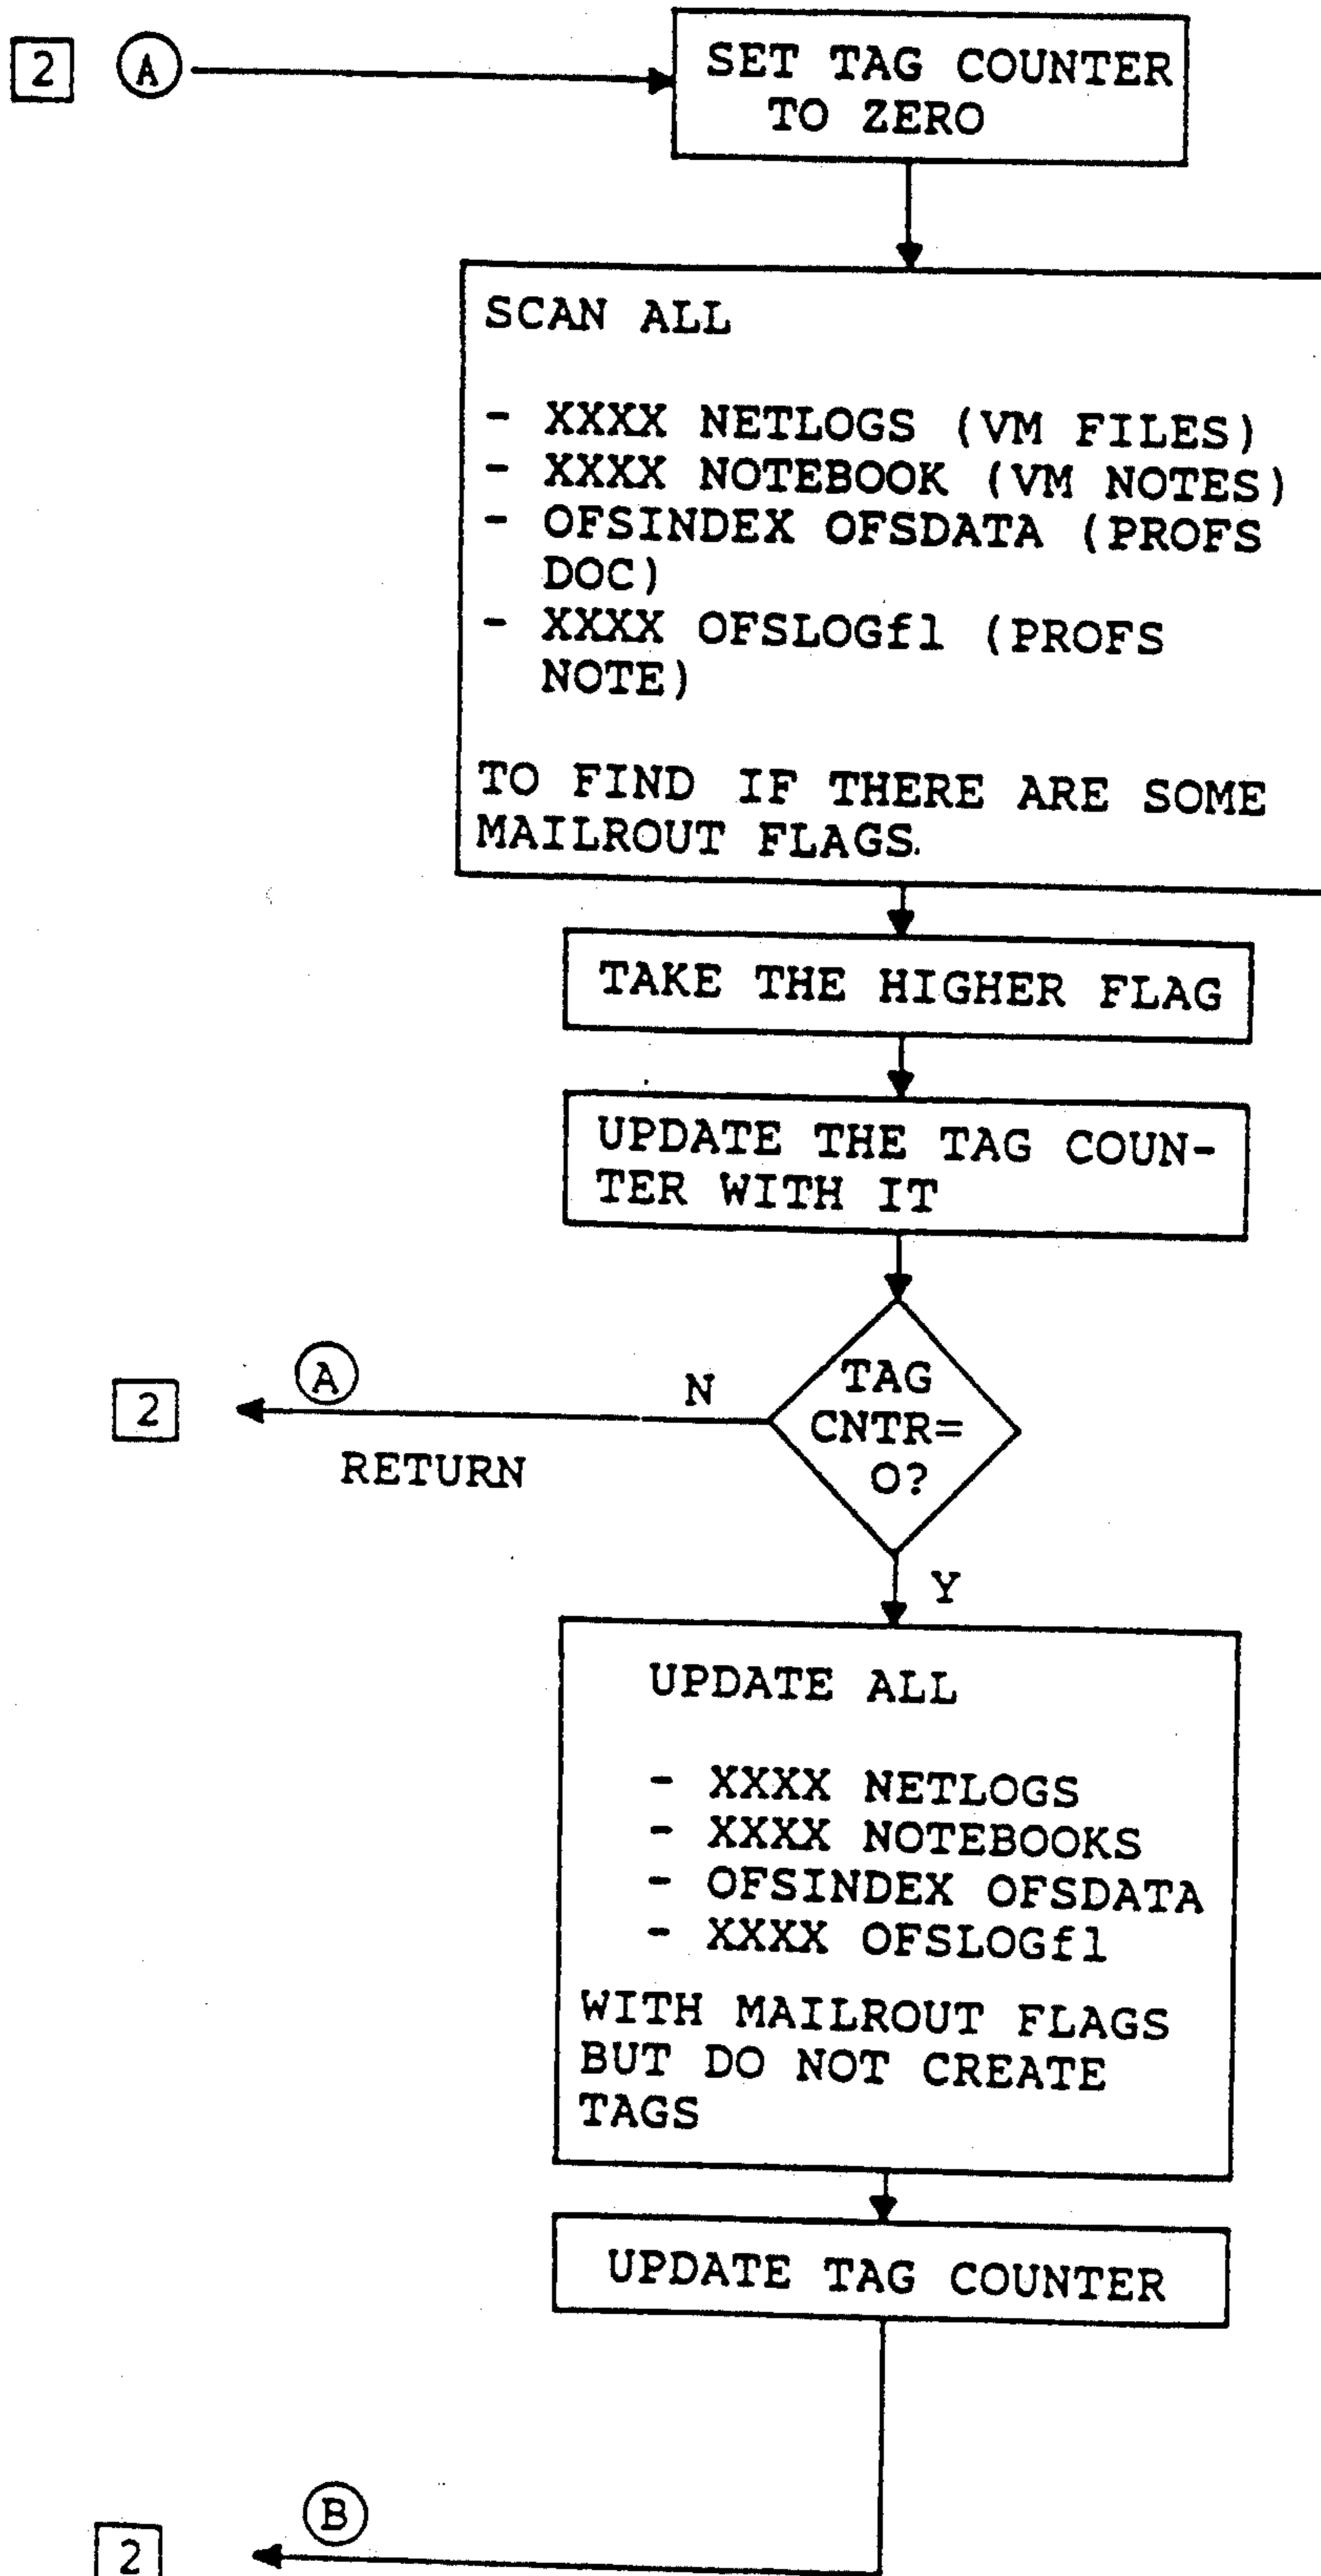 2 A
SET TAG COUNTER
TO ZERO
SCAN ALL
- XXXX NETLOGS (VM FILES)
- XXXX NOTEBOOK (VM NOTES)
- OFSINDEX OFSDATA (PROFS
DOC)
- XXXX OFSLOGfl (PROFS
NOTE)
TO FIND IF THERE ARE SOME
MAILROUT FLAGS.
TAKE THE HIGHER FLAG
UPDATE THE TAG COUN-
TER WITH IT
TAG
CNTR=
O?
N
A
2
RETURN
Y
UPDATE ALL
- XXXX NETLOGS
- XXXX NOTEBOOKS
- OFSINDEX OFSDATA
- XXXX OFSLOGfl
WITH MAILROUT FLAGS
BUT DO NOT CREATE
TAGS
UPDATE TAG COUNTER
B
2